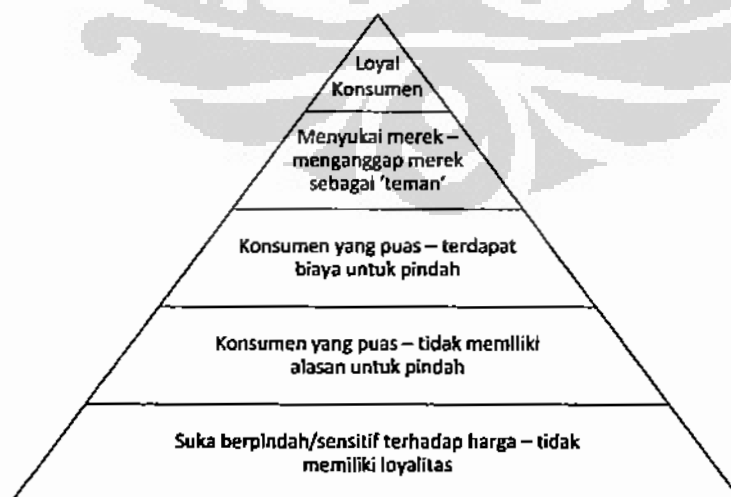 Loyal
Konsumen
Menyukai merek –
menganggap merek
sebagai 'teman'
Konsumen yang puas – terdapat
biaya untuk pindah
Konsumen yang puas – tidak memiliki
alasan untuk pindah
Suka berpindah/sensitif terhadap harga – tidak
memiliki loyalitas